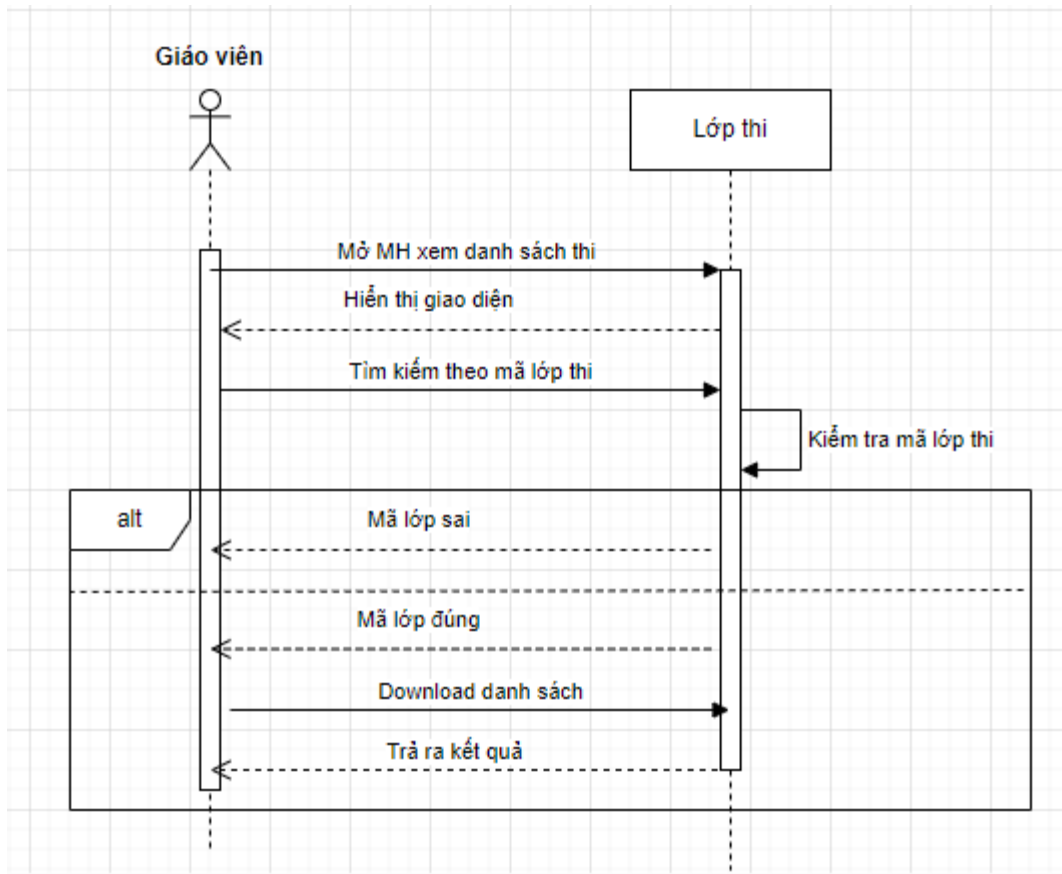 Giáo viên
Lớp thi
Mở MH xem danh sách thi
Hiển thị giao diện
Tìm kiếm theo mã lớp thi
Kiểm tra mã lớp thi
alt
Mã lớp sai
Mã lớp đúng
Download danh sách
Trả ra kết quả